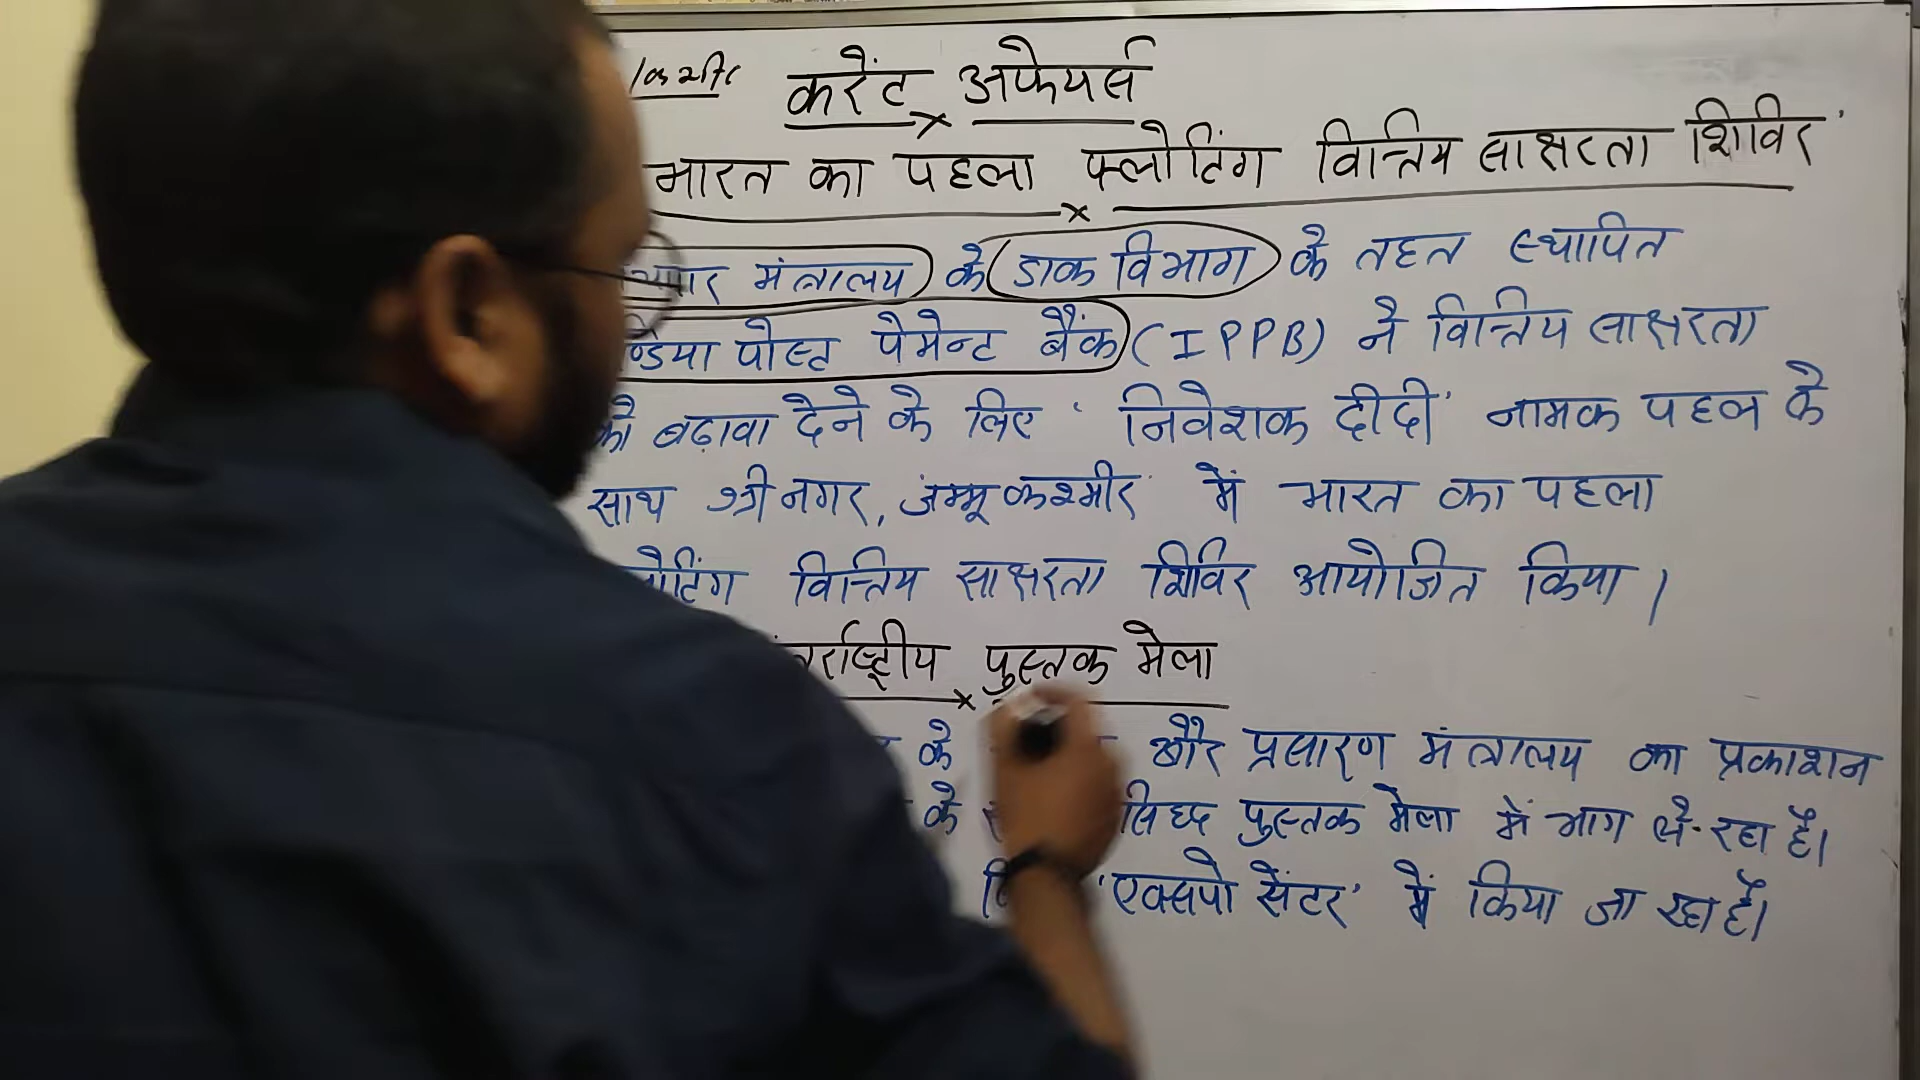 करेंट अफेयर्स
भारत का पहला फ्लोटिंग वित्तिय साक्षरता शिविर
मंत्रालय के डाक विभाग के तहत स्थापित
पोस्ट पेमेन्ट बैंक (IPPB) ने वित्तिय साक्षरता
को बढ़ावा देने के लिए 'निवेशक दीदी' नामक पहल के
साथ श्रीनगर, जम्मू कश्मीर में भारत का पहला
वित्तिय साक्षरता शिविर आयोजित किया।
पुस्तक मेला
के और प्रसारण मंत्रालय का प्रकाशन
के पुस्तक मेला में भाग ले रहा है।
'एक्सपो सेंटर' में किया जा रहा है।